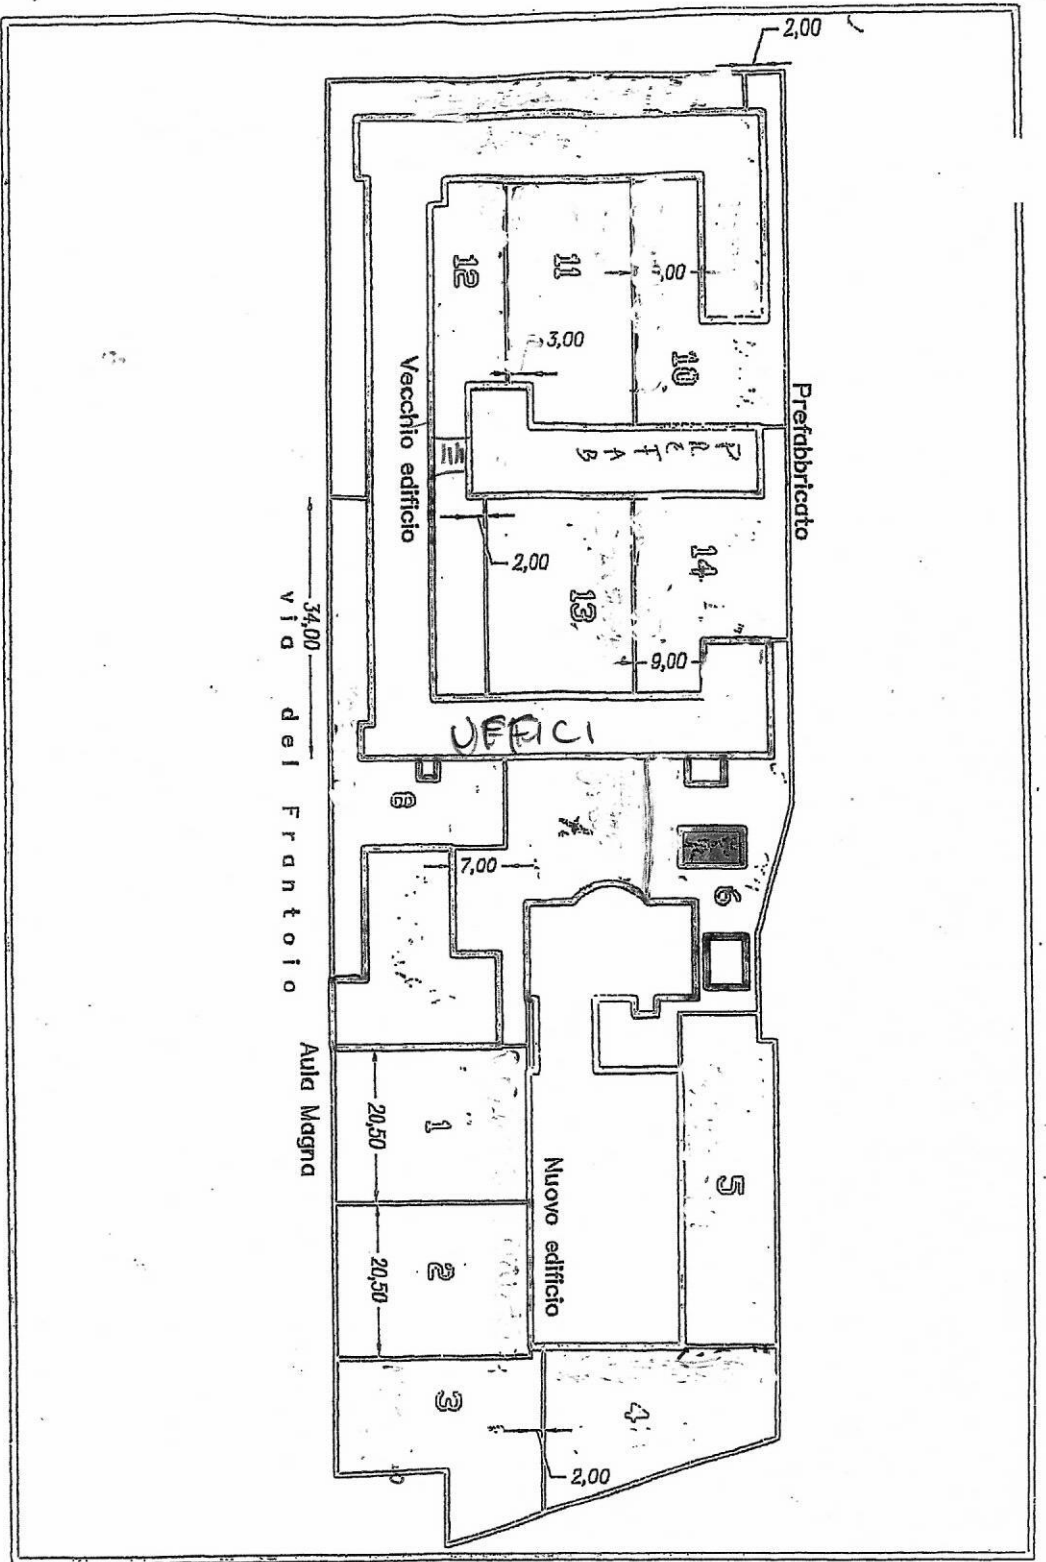 2,00
Prefabbricato
10
11
12
3,00
Vecchio edificio
PREFAB
14
13
2,00
9,00
34,00
via del Frantoio
UFFICI
7,00
6
Aula Magna
1
20,50
2
20,50
Nuovo edificio
5
3
4
2,00